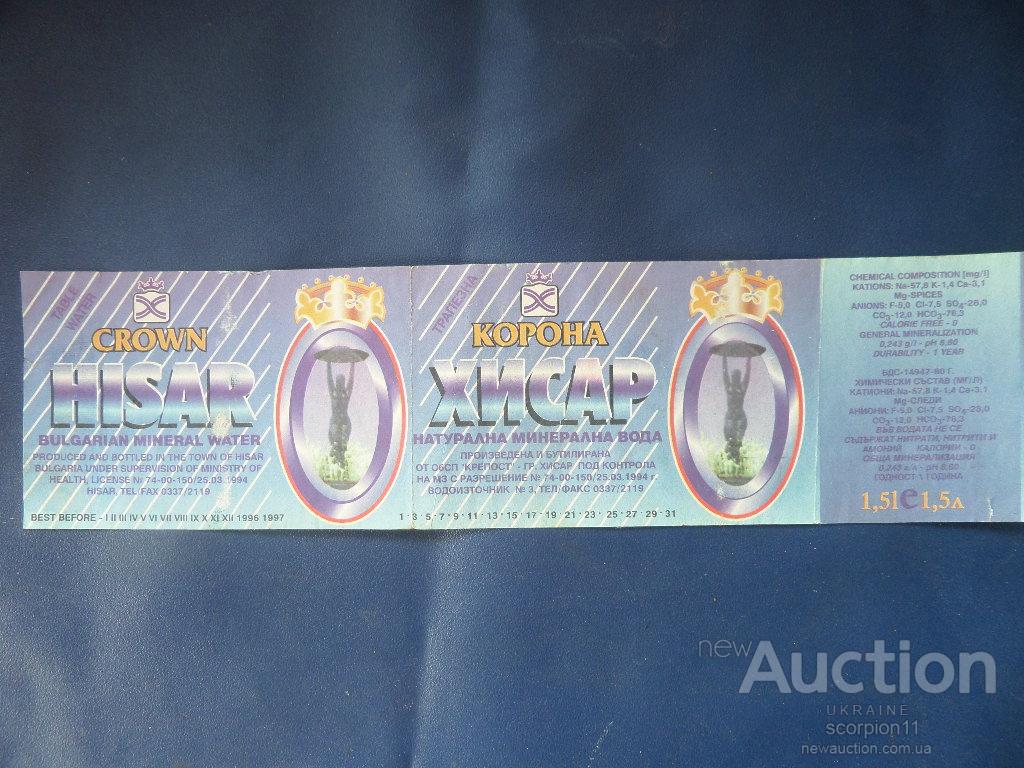 TABLE
WATER
CROWN
HISAR
BULGARIAN MINERAL WATER
PRODUCED AND BOTTLED IN THE TOWN OF HISAR
BULGARIA UNDER SUPERVISION OF MINISTRY OF
HEALTH, LICENSE № 74-00-150/25.03.1994
HISAR, TEL/FAX 0337/2119
BEST BEFORE - I II III IV V VI VII VIII IX X XI XII 1996 1997
ТРАПЕЗНА
КОРОНА
ХИСАР
НАТУРАЛНА МИНЕРАЛНА ВОДА
ПРОИЗВЕДЕНА И БУТИЛИРАНА
ОТ ОБСП "КРЕПОСТ" - ГР. ХИСАР ПОД КОНТРОЛА
НА МЗ С РАЗРЕШЕНИЕ № 74-00-150/25.03.1994 г.
ВОДОИЗТОЧНИК № 3, ТЕЛ/ФАКС 0337/2119
1 · 3 · 5 · 7 · 9 · 11 · 13 · 15 · 17 · 19 · 21 · 23 · 25 · 27 · 29 · 31
CHEMICAL COMPOSITION [mg/l]
KATIONS: Na-57,8 K-1,4 Ca-3,1
Mg-SPICES
ANIONS: F-5,0 Cl-7,5 SO4-28,0
CO3-12,0 HCO3-76,3
CALORIE FREE - 0
GENERAL MINERALIZATION
0,243 g/l - pH 8,60
DURABILITY - 1 YEAR
БДС-14947-80 Г.
ХИМИЧЕСКИ СЪСТАВ (МГ/Л)
КАТИОНИ: Na-57,8 K-1,4 Ca-3,1
Mg-СЛЕДИ
АНИОНИ: F-5,0 Cl-7,5 SO4-28,0
CO3-12,0 HCO3-76,3
ВЪВ ВОДАТА НЕ СЕ
СЪДЪРЖАТ НИТРАТИ, НИТРИТИ И
АМОНИЙ КАЛОРИИ - 0
ОБЩА МИНЕРАЛИЗАЦИЯ
0,243 г/л - pH 8,60
ГОДНОСТ 1 ГОДИНА
1,5l e 1,5л
new Auction
UKRAINE
scorpion11
newauction.com.ua